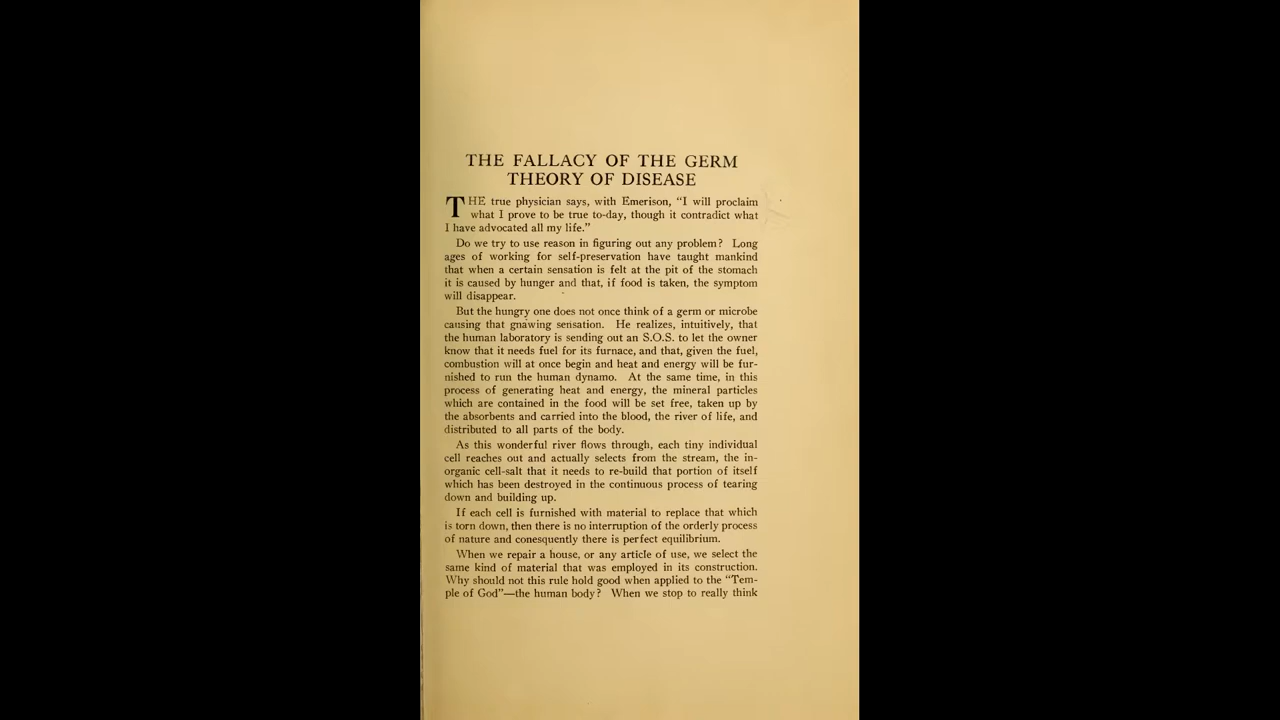 THE FALLACY OF THE GERM
THEORY OF DISEASE
THE true physician says, with Emerison, "I will proclaim
what I prove to be true to-day, though it contradict what
I have advocated all my life."
Do we try to use reason in figuring out any problem? Long
ages of working for self-preservation have taught mankind
that when a certain sensation is felt at the pit of the stomach
it is caused by hunger and that, if food is taken, the symptom
will disappear.
But the hungry one does not once think of a germ or microbe
causing that gnawing sensation. He realizes, intuitively, that
the human laboratory is sending out an S.O.S. to let the owner
know that it needs fuel for its furnace, and that, given the fuel,
combustion will at once begin and heat and energy will be fur-
nished to run the human dynamo. At the same time, in this
process of generating heat and energy, the mineral particles
which are contained in the food will be set free, taken up by
the absorbents and carried into the blood, the river of life, and
distributed to all parts of the body.
As this wonderful river flows through, each tiny individual
cell reaches out and actually selects from the stream, the in-
organic cell-salt that it needs to re-build that portion of itself
which has been destroyed in the continuous process of tearing
down and building up.
If each cell is furnished with material to replace that which
is torn down, then there is no interruption of the orderly process
of nature and conesquently there is perfect equilibrium.
When we repair a house, or any article of use, we select the
same kind of material that was employed in its construction.
Why should not this rule hold good when applied to the "Tem-
ple of God"—the human body? When we stop to really think